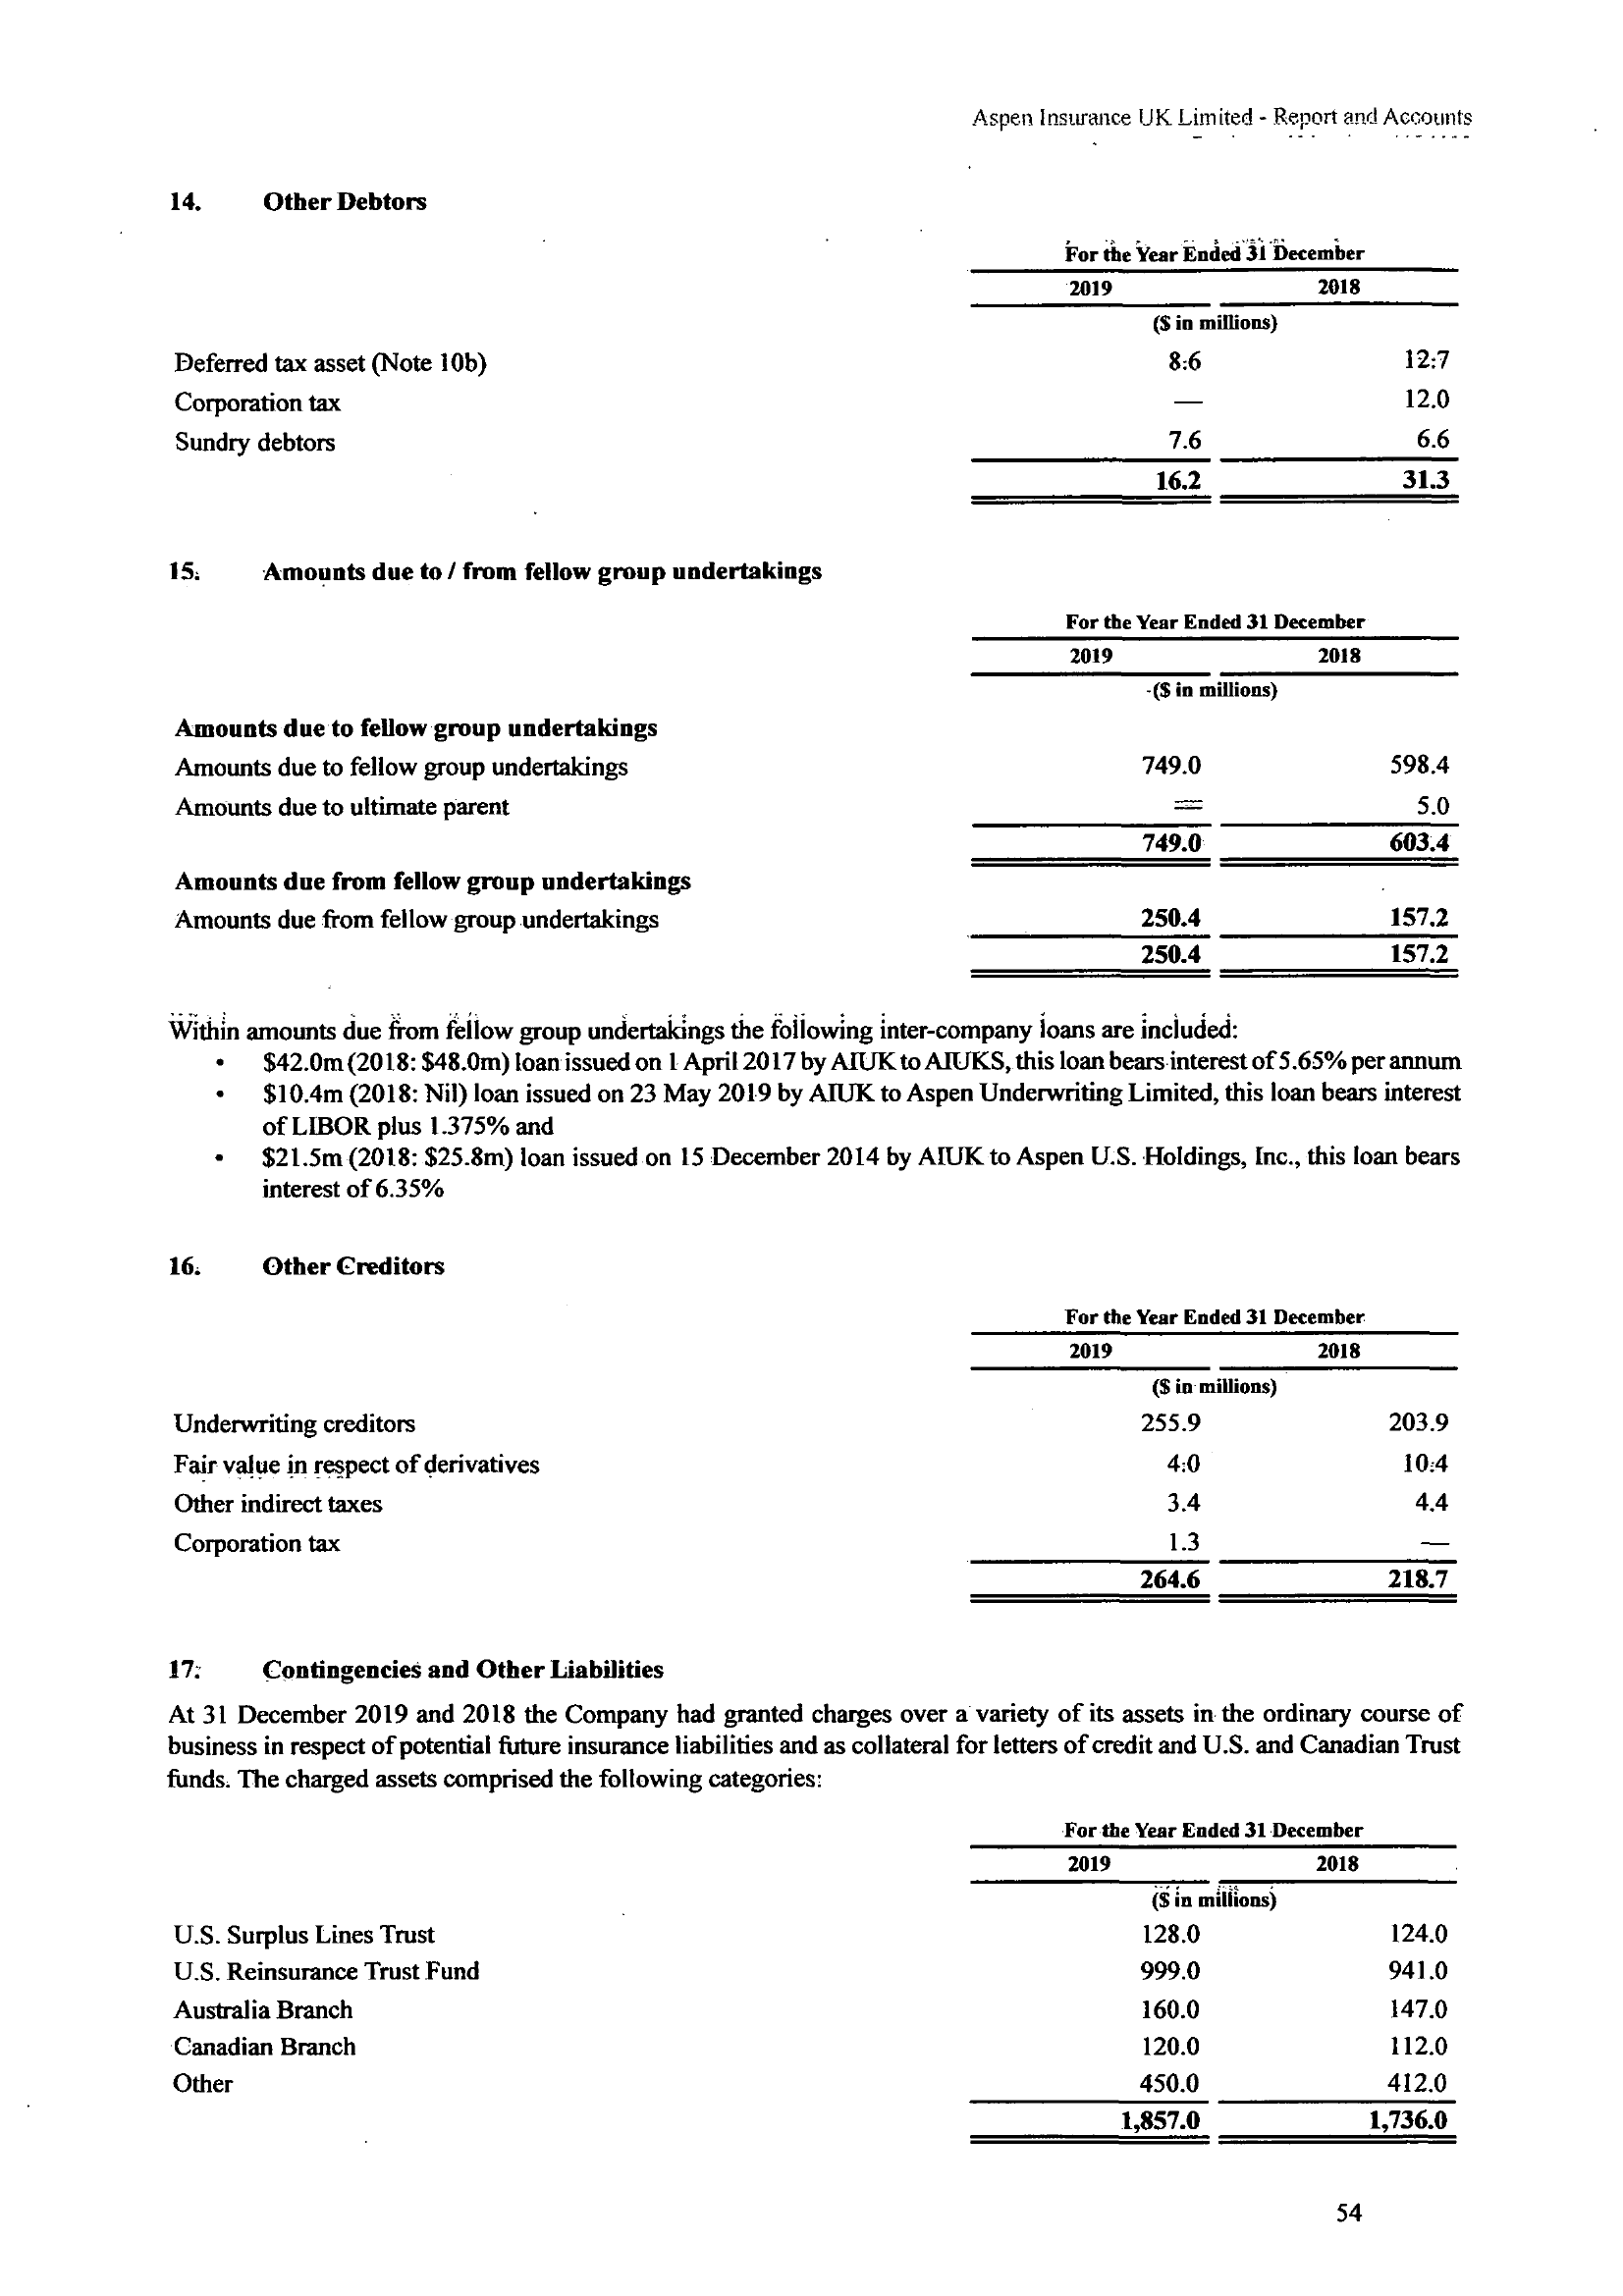 Aspen Insurance UK Limited - Report and Accounts
14. Other Debtors
For the Year Ended 31 December
2019 2018
($ in millions)
Deferred tax asset (Note 10b) 8.6 12.7
Corporation tax — 12.0
Sundry debtors 7.6 6.6
16.2 31.3
15. Amounts due to / from fellow group undertakings
For the Year Ended 31 December
2019 2018
($ in millions)
Amounts due to fellow group undertakings
Amounts due to fellow group undertakings 749.0 598.4
Amounts due to ultimate parent — 5.0
749.0 603.4
Amounts due from fellow group undertakings
Amounts due from fellow group undertakings 250.4 157.2
250.4 157.2
Within amounts due from fellow group undertakings the following inter-company loans are included:
• $42.0m (2018: $48.0m) loan issued on 1 April 2017 by AIUK to AIUKS, this loan bears interest of 5.65% per annum
• $10.4m (2018: Nil) loan issued on 23 May 2019 by AIUK to Aspen Underwriting Limited, this loan bears interest
of LIBOR plus 1.375% and
• $21.5m (2018: $25.8m) loan issued on 15 December 2014 by AIUK to Aspen U.S. Holdings, Inc., this loan bears
interest of 6.35%
16. Other Creditors
For the Year Ended 31 December
2019 2018
($ in millions)
Underwriting creditors 255.9 203.9
Fair value in respect of derivatives 4.0 10.4
Other indirect taxes 3.4 4.4
Corporation tax 1.3 —
264.6 218.7
17. Contingencies and Other Liabilities
At 31 December 2019 and 2018 the Company had granted charges over a variety of its assets in the ordinary course of
business in respect of potential future insurance liabilities and as collateral for letters of credit and U.S. and Canadian Trust
funds. The charged assets comprised the following categories:
For the Year Ended 31 December
2019 2018
($ in millions)
U.S. Surplus Lines Trust 128.0 124.0
U.S. Reinsurance Trust Fund 999.0 941.0
Australia Branch 160.0 147.0
Canadian Branch 120.0 112.0
Other 450.0 412.0
1,857.0 1,736.0
54